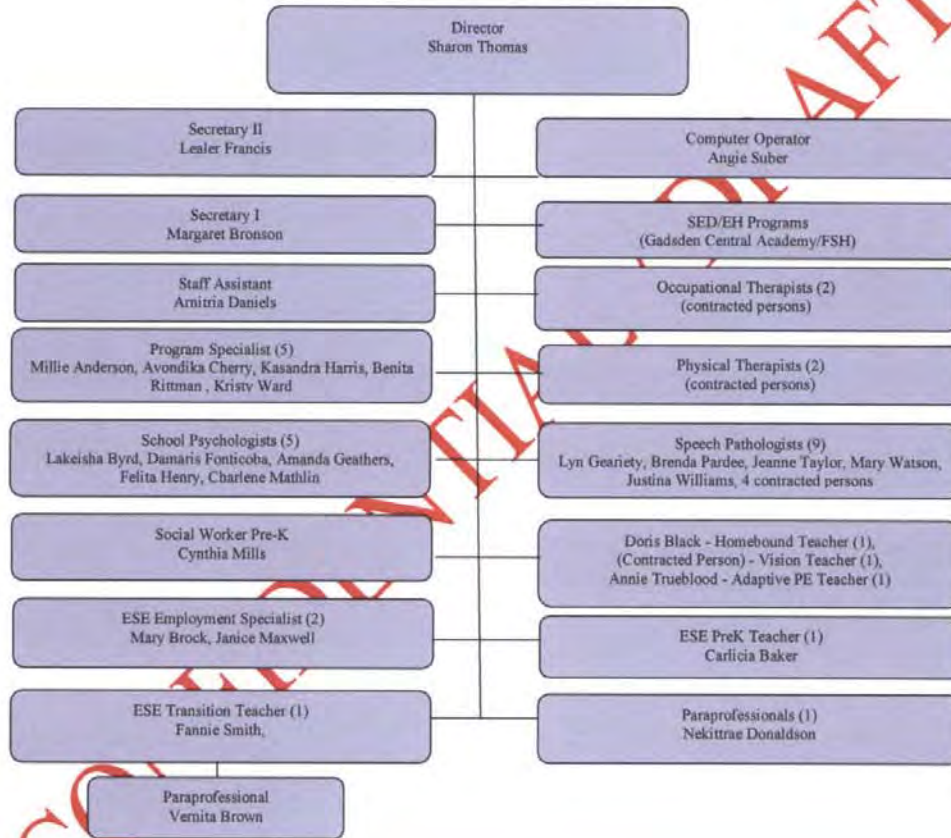 Director
Sharon Thomas
Secretary II
Lealer Francis
Computer Operator
Angie Suber
Secretary I
Margaret Bronson
SED/EH Programs
(Gadsden Central Academy/FSH)
Staff Assistant
Arnitria Daniels
Occupational Therapists (2)
(contracted persons)
Program Specialist (5)
Millie Anderson, Avondika Cherry, Kasandra Harris, Benita
Rittman , Kristy Ward
Physical Therapists (2)
(contracted persons)
School Psychologists (5)
Lakeisha Byrd, Damaris Fonticoba, Amanda Geathers,
Felita Henry, Charlene Mathlin
Speech Pathologists (9)
Lyn Geariety, Brenda Pardee, Jeanne Taylor, Mary Watson,
Justina Williams, 4 contracted persons
Social Worker Pre-K
Cynthia Mills
Doris Black - Homebound Teacher (1),
(Contracted Person) - Vision Teacher (1),
Annie Trueblood - Adaptive PE Teacher (1)
ESE Employment Specialist (2)
Mary Brock, Janice Maxwell
ESE PreK Teacher (1)
Carlicia Baker
ESE Transition Teacher (1)
Fannie Smith,
Paraprofessionals (1)
Nekittrae Donaldson
Paraprofessional
Vernita Brown
CONFIDENTIAL DRAFT